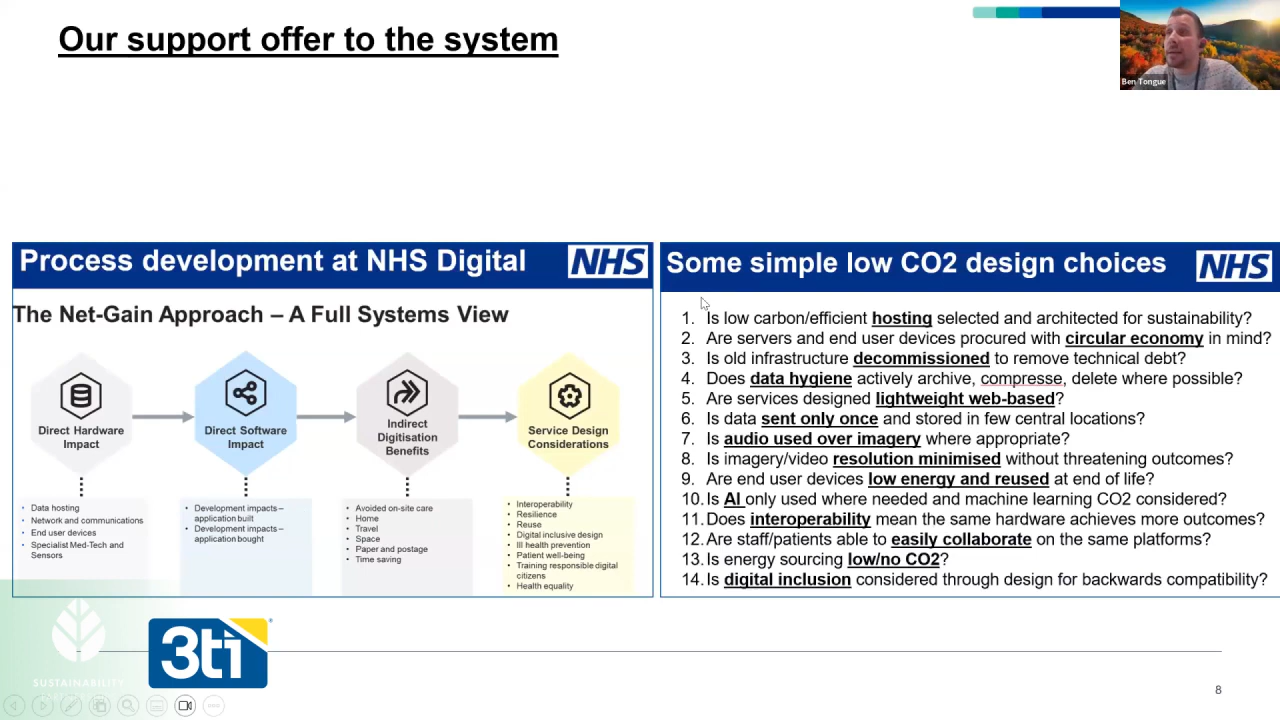 Our support offer to the system
Ben Tongue
Process development at NHS Digital
NHS
The Net-Gain Approach – A Full Systems View
Direct Hardware
Impact
• Data hosting
• Network and communications
• End user devices
• Specialist Med-Tech and
Sensors
Direct Software
Impact
• Development impacts –
application built
• Development impacts –
application bought
Indirect
Digitisation
Benefits
• Avoided on-site care
• Home
• Travel
• Space
• Paper and postage
• Time saving
Service Design
Considerations
• Interoperability
• Resilience
• Reuse
• Digital inclusive design
• Ill health prevention
• Patient well-being
• Training responsible digital
citizens
• Health equality
Some simple low CO2 design choices
NHS
1. Is low carbon/efficient hosting selected and architected for sustainability?
2. Are servers and end user devices procured with circular economy in mind?
3. Is old infrastructure decommissioned to remove technical debt?
4. Does data hygiene actively archive, compresse, delete where possible?
5. Are services designed lightweight web-based?
6. Is data sent only once and stored in few central locations?
7. Is audio used over imagery where appropriate?
8. Is imagery/video resolution minimised without threatening outcomes?
9. Are end user devices low energy and reused at end of life?
10. Is AI only used where needed and machine learning CO2 considered?
11. Does interoperability mean the same hardware achieves more outcomes?
12. Are staff/patients able to easily collaborate on the same platforms?
13. Is energy sourcing low/no CO2?
14. Is digital inclusion considered through design for backwards compatibility?
SUSTAINABILITY
3ti
8